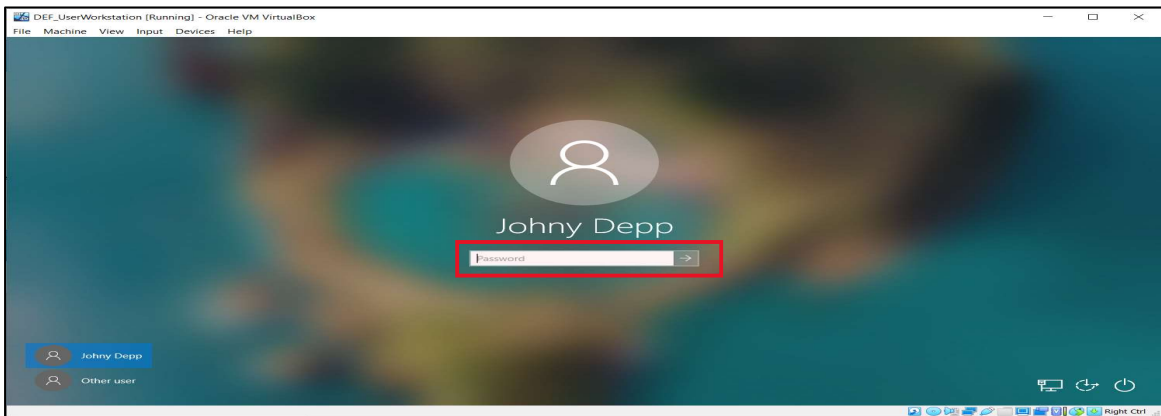 DEF_UserWorkstation [Running] - Oracle VM VirtualBox
File Machine View Input Devices Help
Johny Depp
Password
Johny Depp
Other user
Right Ctrl